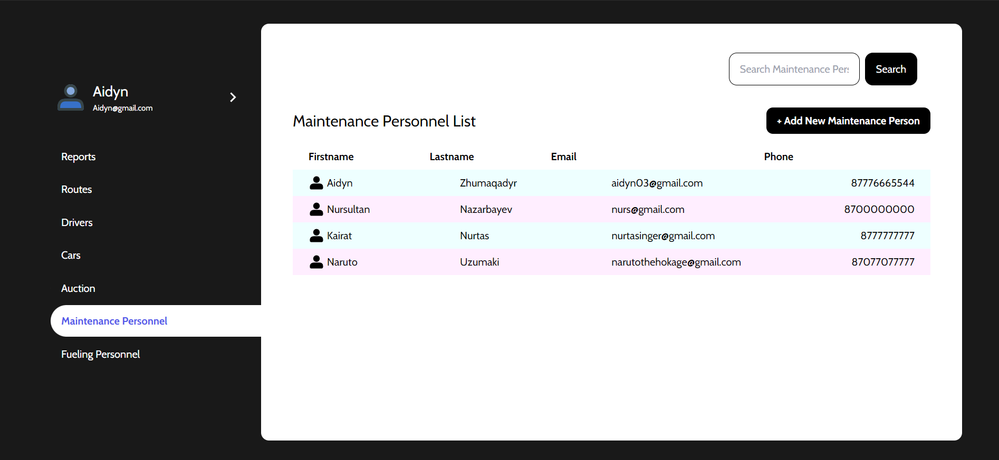 Aidyn
Aidyn@gmail.com
Reports
Routes
Drivers
Cars
Auction
Maintenance Personnel
Fueling Personnel
Search Maintenance Pers
Search
Maintenance Personnel List
+ Add New Maintenance Person
Firstname Lastname Email Phone
Aidyn Zhumaqadyr aidyn03@gmail.com 87776665544
Nursultan Nazarbayev nurs@gmail.com 8700000000
Kairat Nurtas nurtasinger@gmail.com 8777777777
Naruto Uzumaki narutothehokage@gmail.com 87077077777